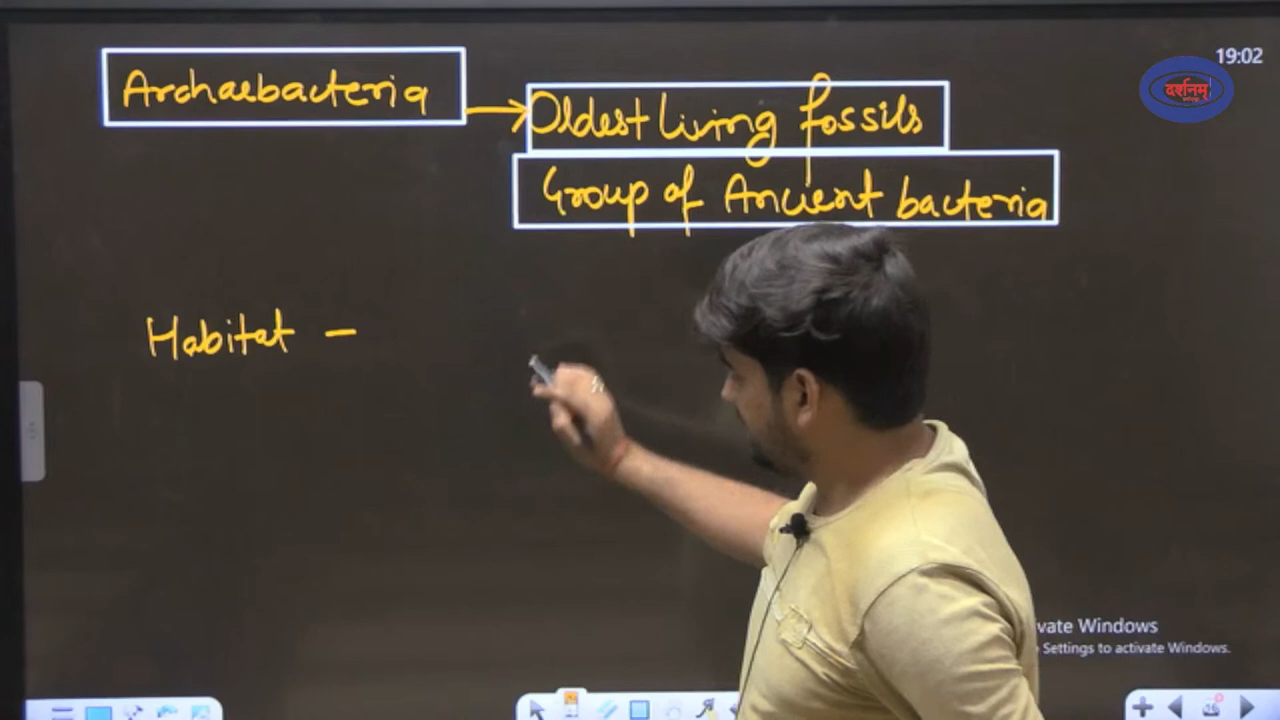 19:02
Archaebacteria
Oldest living fossils
Group of Ancient bacteria
दर्शनम्
Habitat -
vate Windows
Settings to activate Windows.